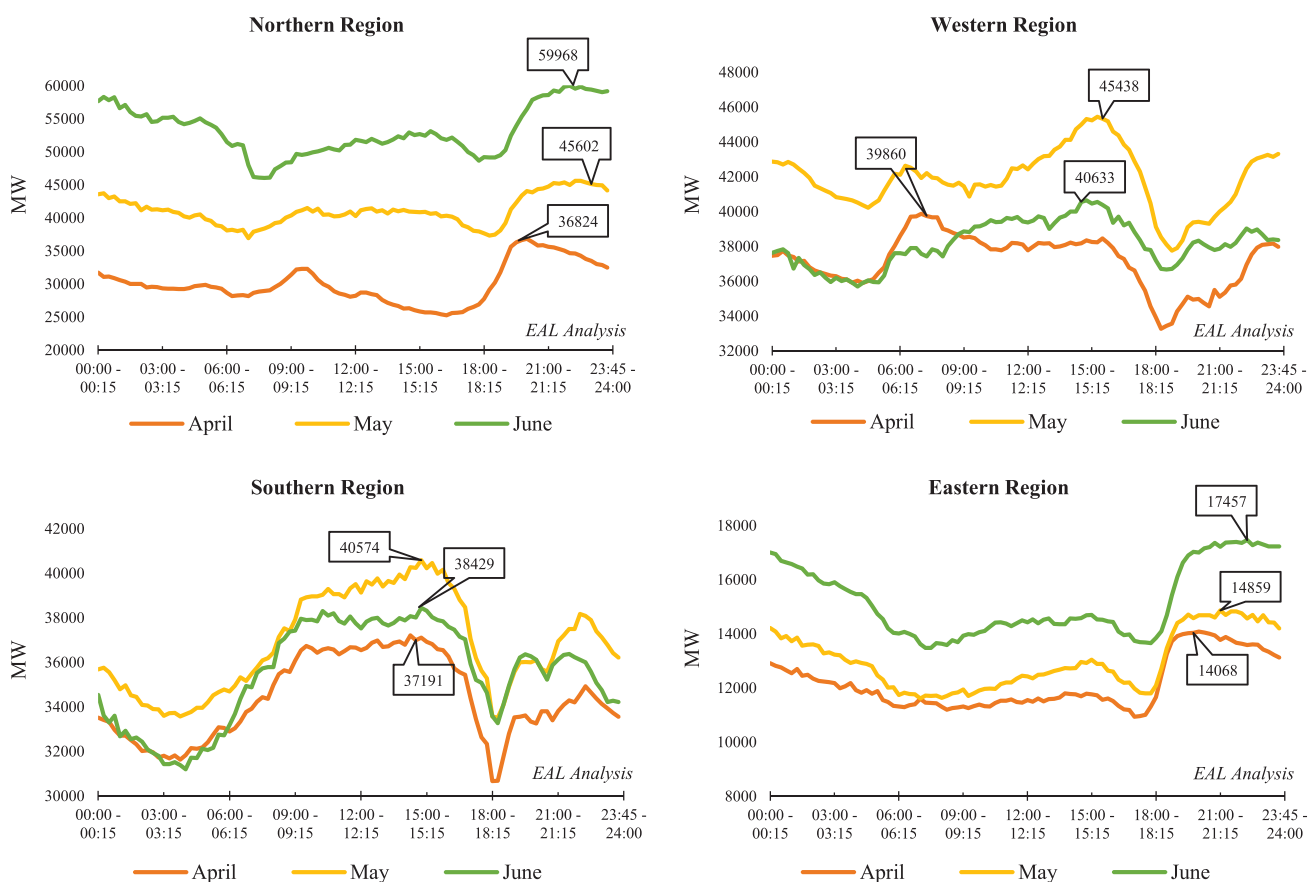 Northern Region
59968
45602
36824
MW
60000
55000
50000
45000
40000
35000
30000
25000
20000
EAL Analysis
00:00 - 03:00 - 06:00 - 09:00 - 12:00 - 15:00 - 18:00 - 21:00 - 23:45 -
00:15 03:15 06:15 09:15 12:15 15:15 18:15 21:15 24:00
April May June
Western Region
45438
39860
40633
MW
48000
46000
44000
42000
40000
38000
36000
34000
32000
EAL Analysis
00:00 - 03:00 - 06:00 - 09:00 - 12:00 - 15:00 - 18:00 - 21:00 - 23:45 -
00:15 03:15 06:15 09:15 12:15 15:15 18:15 21:15 24:00
April May June
Southern Region
40574
38429
37191
MW
42000
40000
38000
36000
34000
32000
30000
EAL Analysis
00:00 - 03:00 - 06:00 - 09:00 - 12:00 - 15:00 - 18:00 - 21:00 - 23:45 -
00:15 03:15 06:15 09:15 12:15 15:15 18:15 21:15 24:00
April May June
Eastern Region
17457
14859
14068
MW
18000
16000
14000
12000
10000
8000
EAL Analysis
00:00 - 03:00 - 06:00 - 09:00 - 12:00 - 15:00 - 18:00 - 21:00 - 23:45 -
00:15 03:15 06:15 09:15 12:15 15:15 18:15 21:15 24:00
April May June